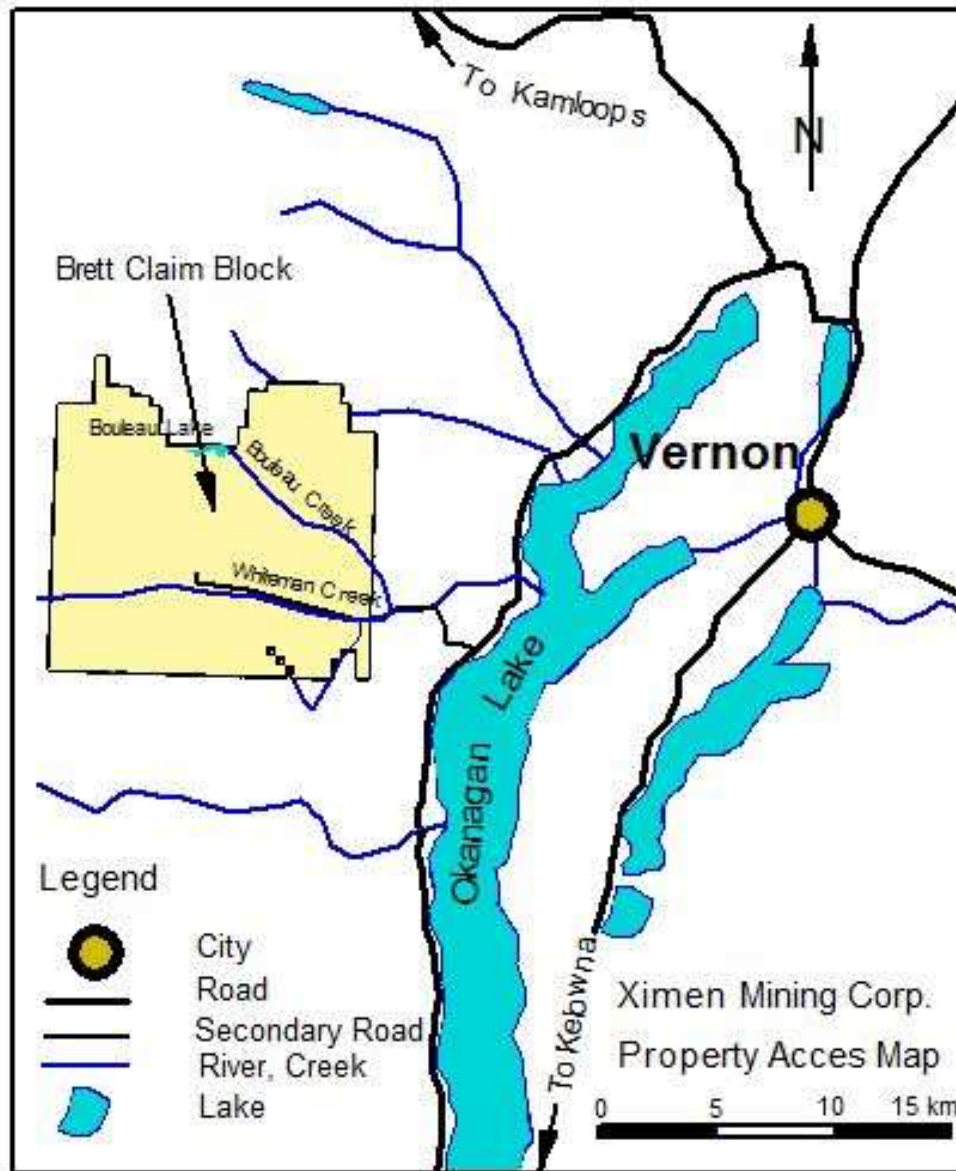 To Kamloops
N
Brett Claim Block
Bouleau Lake
Bouleau Creek
Vernon
Whiteman Creek
Okanagan Lake
Legend
City
Road
Secondary Road
River, Creek
Lake
To Kebwna
Ximen Mining Corp.
Property Acces Map
0 5 10 15 km